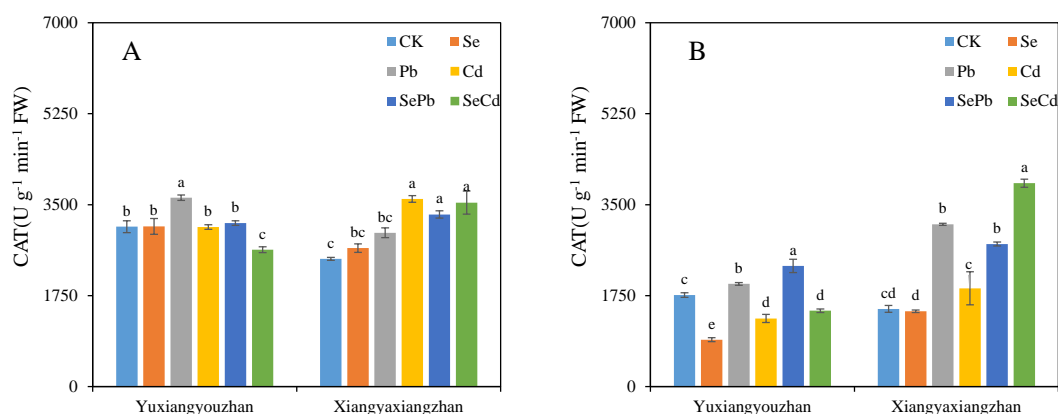 A
CAT(U g⁻¹ min⁻¹ FW)
7000
5250
3500
1750
0
CK Se
Pb Cd
SePb SeCd
b b a b b c
c bc bc a a a
Yuxiangyouzhan Xiangyaxiangzhan
B
CAT(U g⁻¹ min⁻¹ FW)
7000
5250
3500
1750
0
CK Se
Pb Cd
SePb SeCd
c e b d a d
cd d b c b a
Yuxiangyouzhan Xiangyaxiangzhan